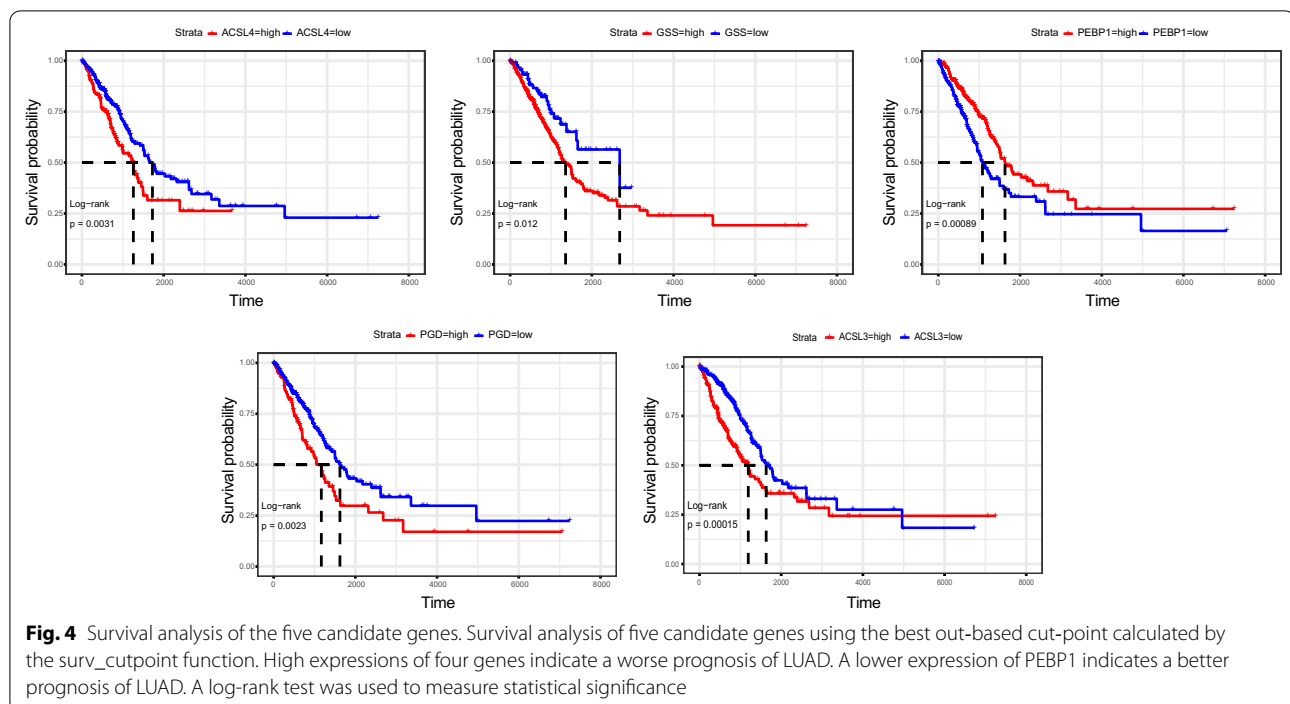 Strata ACSL4=high ACSL4=low
1.00
0.75
0.50
0.25
0.00
Survival probability
Log-rank
p = 0.0031
0 2000 4000 6000 8000
Time
Strata GSS=high GSS=low
1.00
0.75
0.50
0.25
0.00
Survival probability
Log-rank
p = 0.012
0 2000 4000 6000 8000
Time
Strata PEBP1=high PEBP1=low
1.00
0.75
0.50
0.25
0.00
Survival probability
Log-rank
p = 0.00089
0 2000 4000 6000 8000
Time
Strata PGD=high PGD=low
1.00
0.75
0.50
0.25
0.00
Survival probability
Log-rank
p = 0.0023
0 2000 4000 6000 8000
Time
Strata ACSL3=high ACSL3=low
1.00
0.75
0.50
0.25
0.00
Survival probability
Log-rank
p = 0.00015
0 2000 4000 6000 8000
Time
Fig. 4 Survival analysis of the five candidate genes. Survival analysis of five candidate genes using the best out-based cut-point calculated by
the surv_cutpoint function. High expressions of four genes indicate a worse prognosis of LUAD. A lower expression of PEBP1 indicates a better
prognosis of LUAD. A log-rank test was used to measure statistical significance